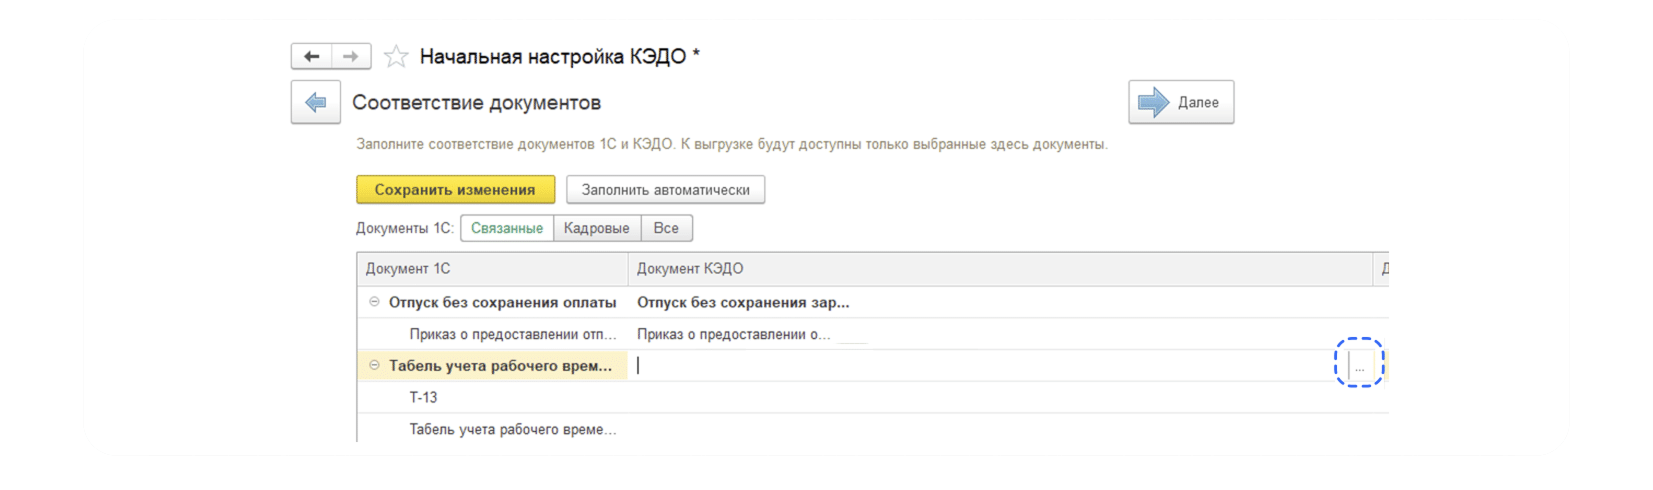 Начальная настройка КЭДО *
Соответствие документов
Далее
Заполните соответствие документов 1С и КЭДО. К выгрузке будут доступны только выбранные здесь документы.
Сохранить изменения Заполнить автоматически
Документы 1С: Связанные Кадровые Все
Документ 1С Документ КЭДО
Отпуск без сохранения оплаты Отпуск без сохранения зар...
Приказ о предоставлении отп... Приказ о предоставлении о...
Табель учета рабочего врем... ...
Т-13
Табель учета рабочего време...